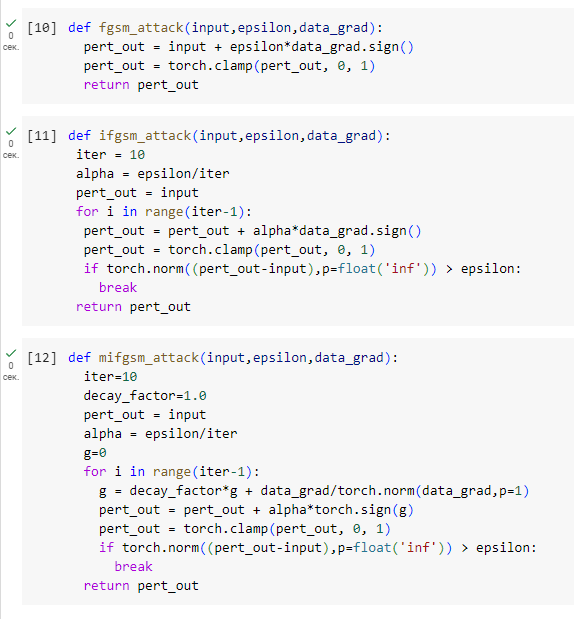 [10] def fgsm_attack(input,epsilon,data_grad):
0
сек.
pert_out = input + epsilon*data_grad.sign()
pert_out = torch.clamp(pert_out, 0, 1)
return pert_out
[11] def ifgsm_attack(input,epsilon,data_grad):
0
сек.
iter = 10
alpha = epsilon/iter
pert_out = input
for i in range(iter-1):
pert_out = pert_out + alpha*data_grad.sign()
pert_out = torch.clamp(pert_out, 0, 1)
if torch.norm((pert_out-input),p=float('inf')) > epsilon:
break
return pert_out
[12] def mifgsm_attack(input,epsilon,data_grad):
0
сек.
iter=10
decay_factor=1.0
pert_out = input
alpha = epsilon/iter
g=0
for i in range(iter-1):
g = decay_factor*g + data_grad/torch.norm(data_grad,p=1)
pert_out = pert_out + alpha*torch.sign(g)
pert_out = torch.clamp(pert_out, 0, 1)
if torch.norm((pert_out-input),p=float('inf')) > epsilon:
break
return pert_out